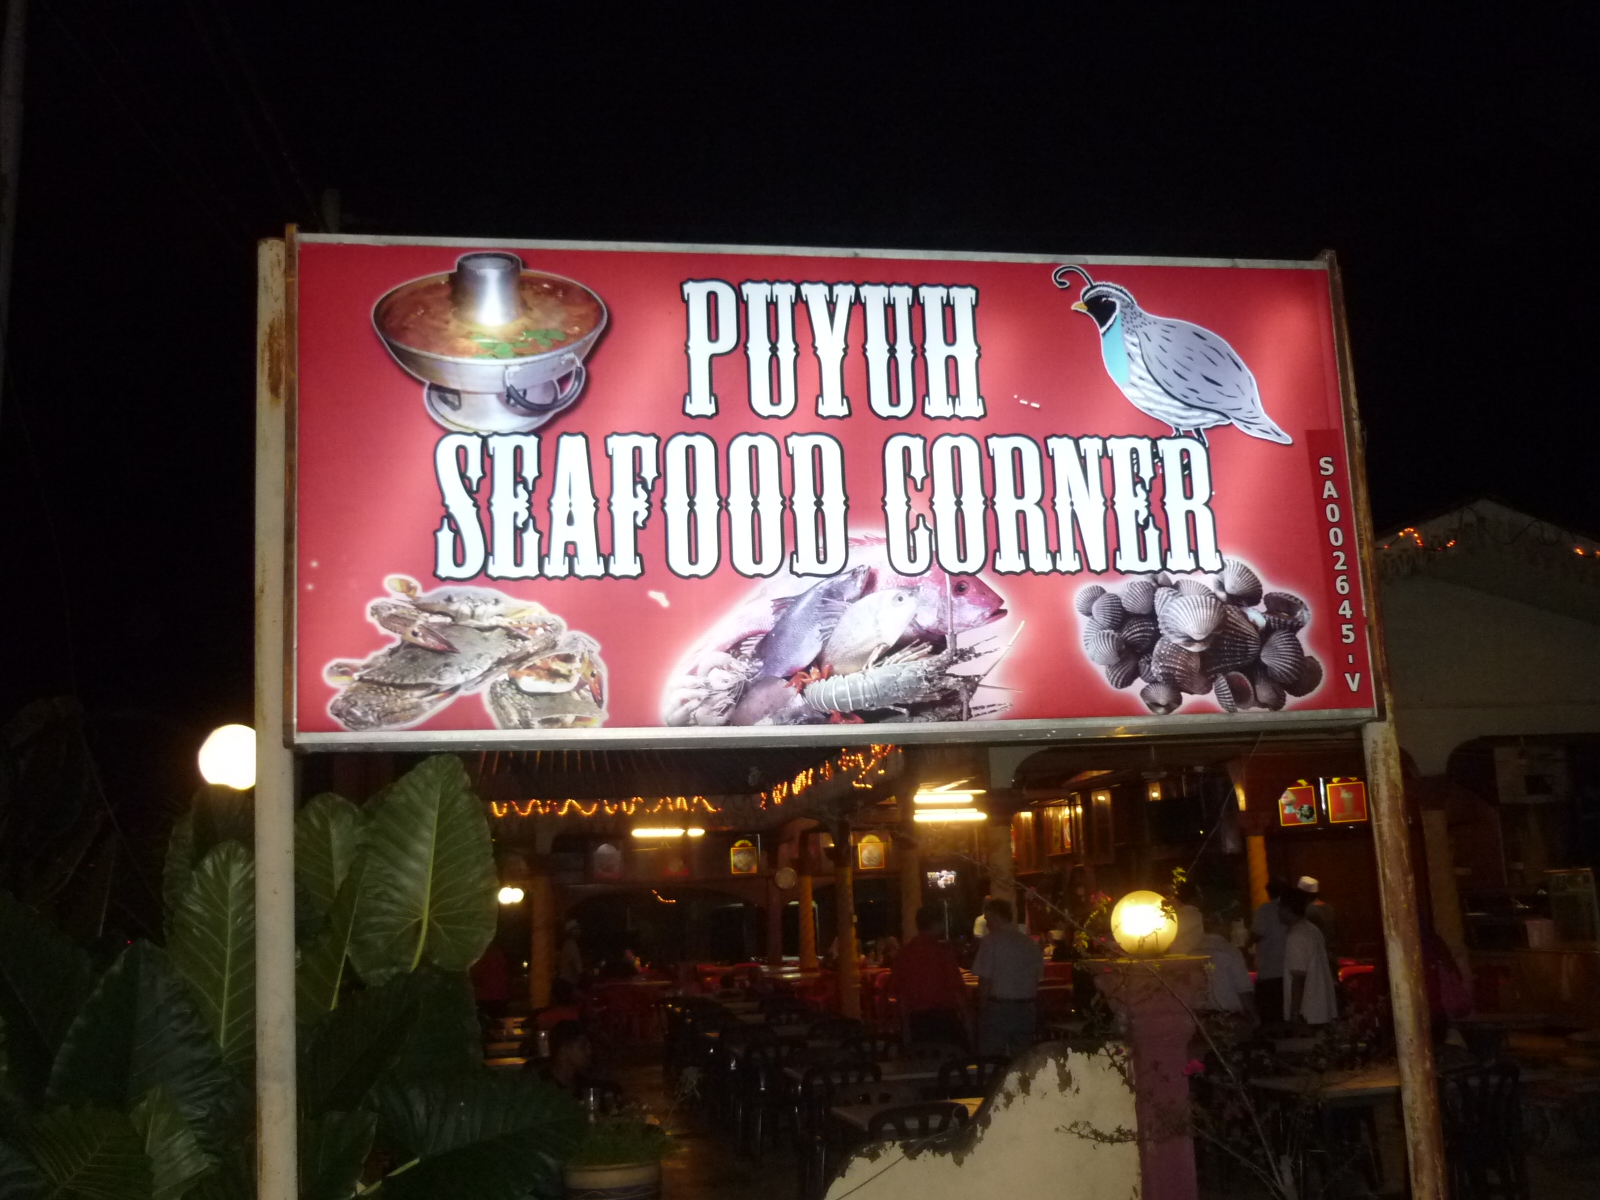 PUYUH
SEAFOOD CORNER
SA002645-V